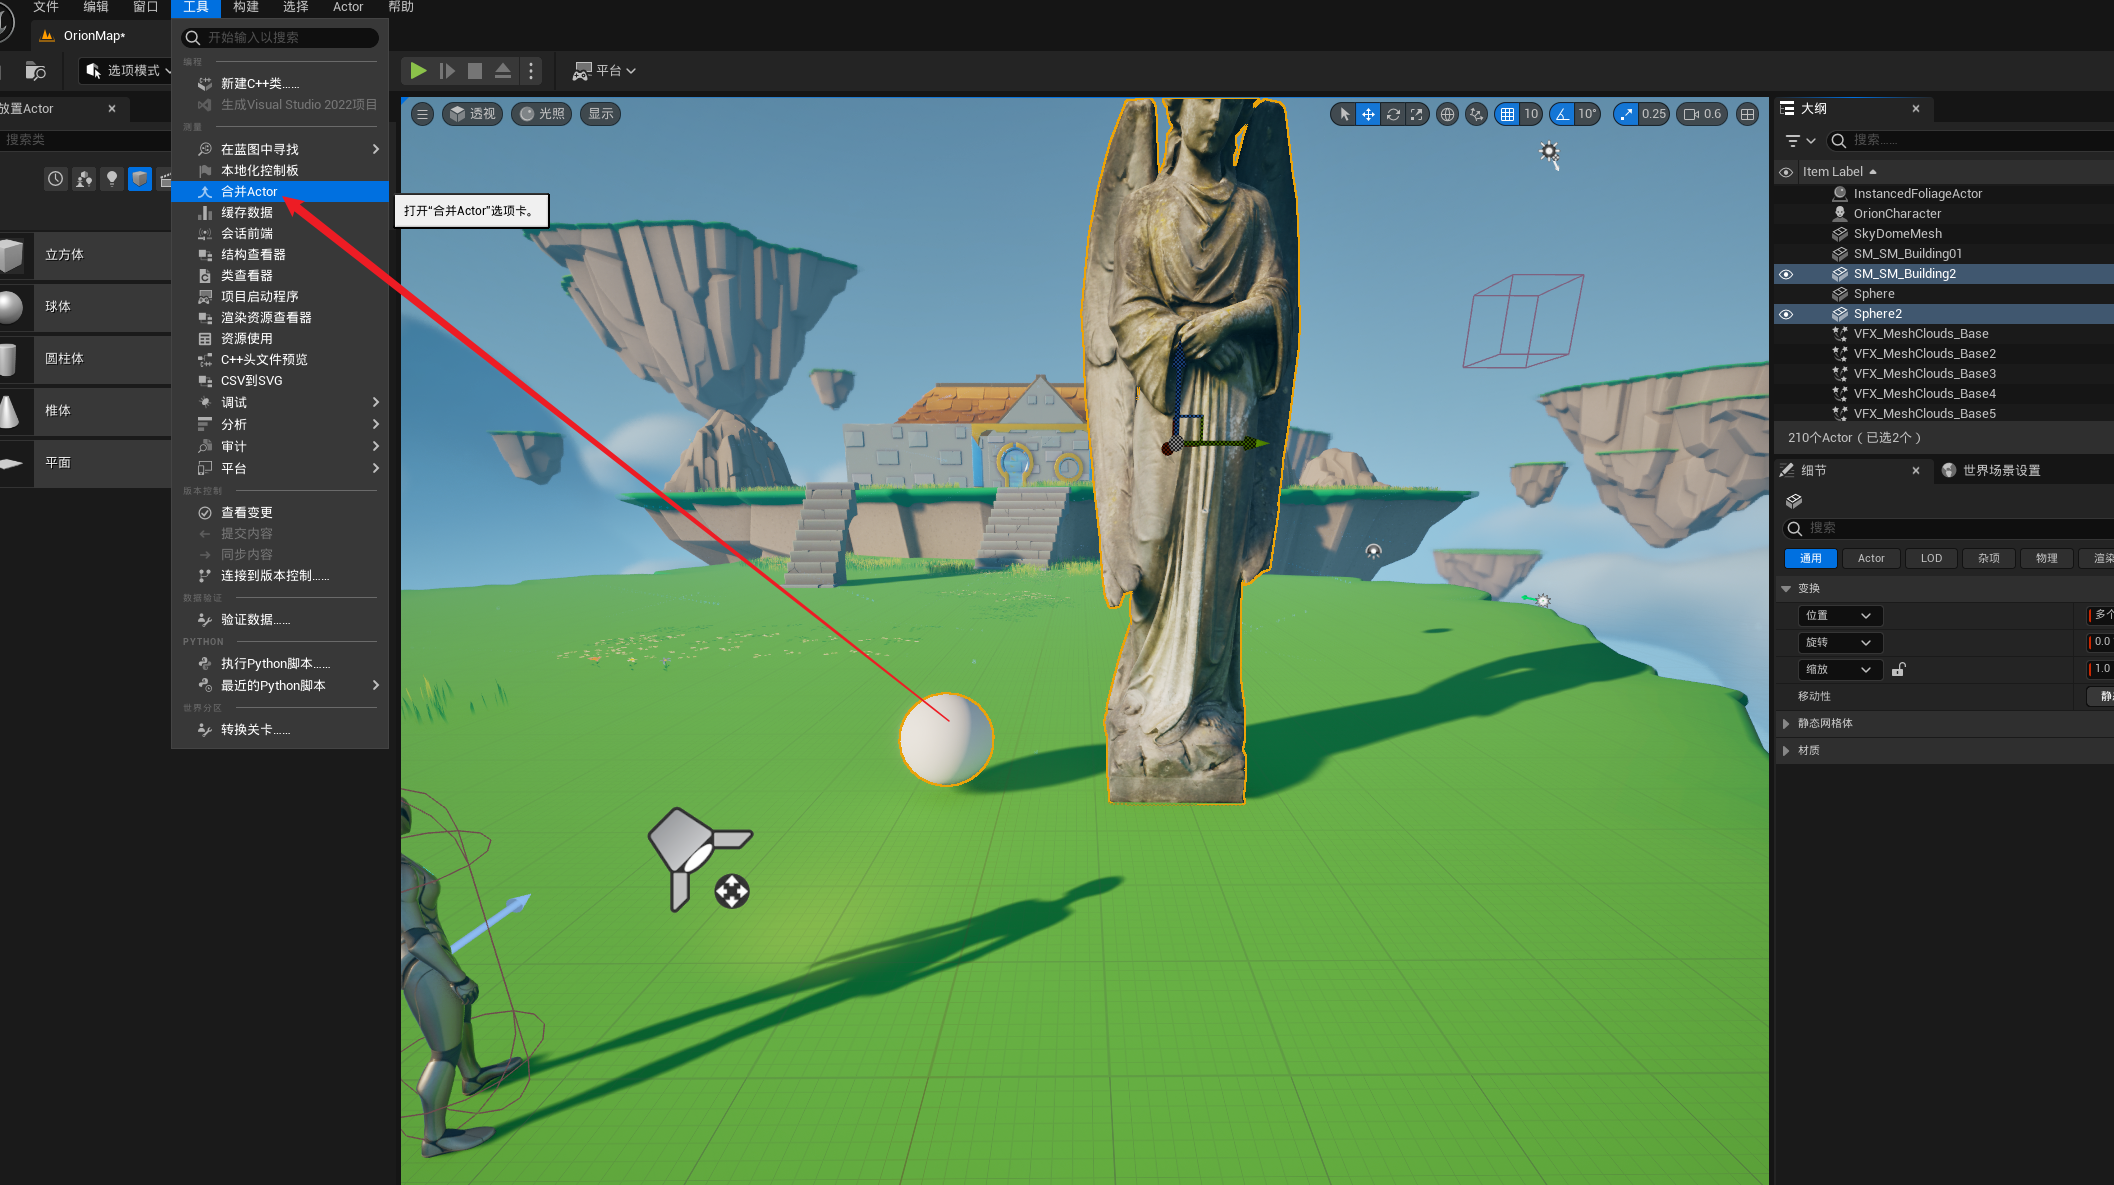 文件 编辑 窗口 工具 构建 选择 Actor 帮助
OrionMap*
开始输入以搜索
选项模式
平台
编程
新建C++类……
生成Visual Studio 2022项目
测量
在蓝图中寻找
本地化控制板
合并Actor
缓存数据
会话前端
结构查看器
类查看器
项目启动程序
渲染资源查看器
资源使用
C++头文件预览
CSV到SVG
调试
分析
审计
平台
版本控制
查看变更
提交内容
同步内容
连接到版本控制……
数据验证
验证数据……
PYTHON
执行Python脚本……
最近的Python脚本
世界分区
转换关卡……
打开“合并Actor”选项卡。
放置Actor
搜索类
立方体
球体
圆柱体
椎体
平面
透视 光照 显示
10 10° 0.25 0.6
大纲
搜索……
Item Label
InstancedFoliageActor
OrionCharacter
SkyDomeMesh
SM_SM_Building01
SM_SM_Building2
Sphere
Sphere2
VFX_MeshClouds_Base
VFX_MeshClouds_Base2
VFX_MeshClouds_Base3
VFX_MeshClouds_Base4
VFX_MeshClouds_Base5
210个Actor（已选2个）
细节 世界场景设置
搜索
通用 Actor LOD 杂项 物理 渲染
变换
位置 多个
旋转 0.0
缩放 1.0
移动性 静
静态网格体
材质